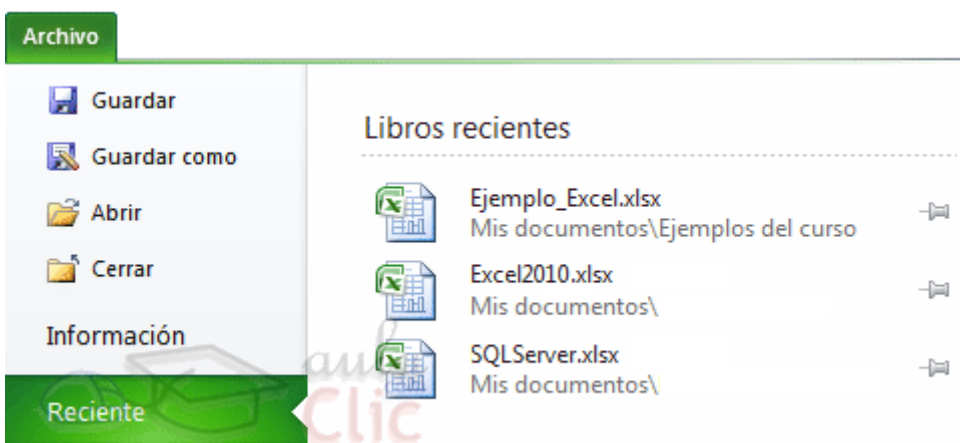 Archivo
Guardar
Guardar como
Abrir
Cerrar
Información
Reciente
Libros recientes
Ejemplo_Excel.xlsx
Mis documentos\Ejemplos del curso
Excel2010.xlsx
Mis documentos\
SQLServer.xlsx
Mis documentos\
aula
Clic